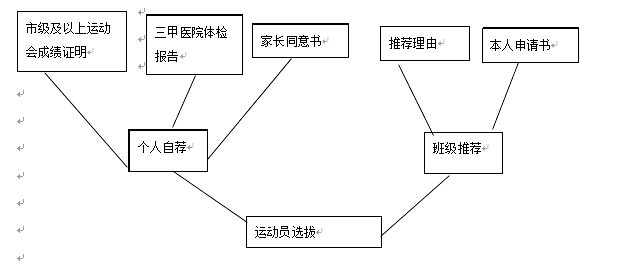 市级及以上运动
会成绩证明
三甲医院体检
报告
家长同意书
推荐理由
本人申请书
个人自荐
班级推荐
运动员选拔